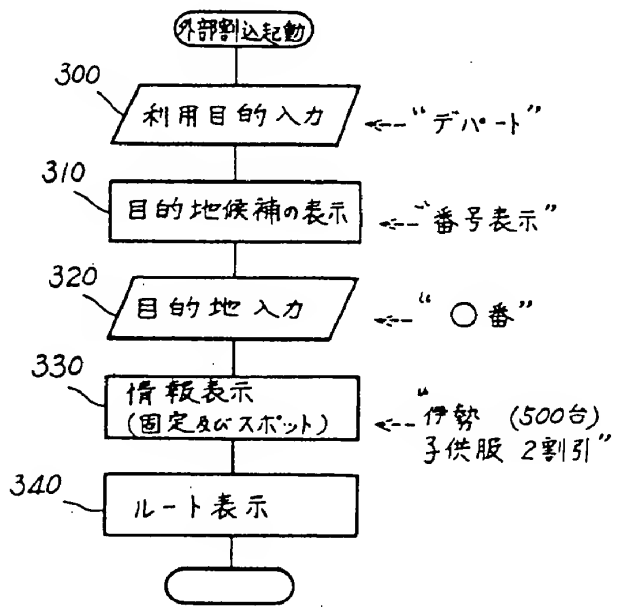 外部割込起動
300
利用目的入力
“デパート”
310
目的地候補の表示
“番号表示”
320
目的地入力
“○番”
330
情報表示
(固定及びスポット)
“伊勢 (500台)
子供服 2割引”
340
ルート表示